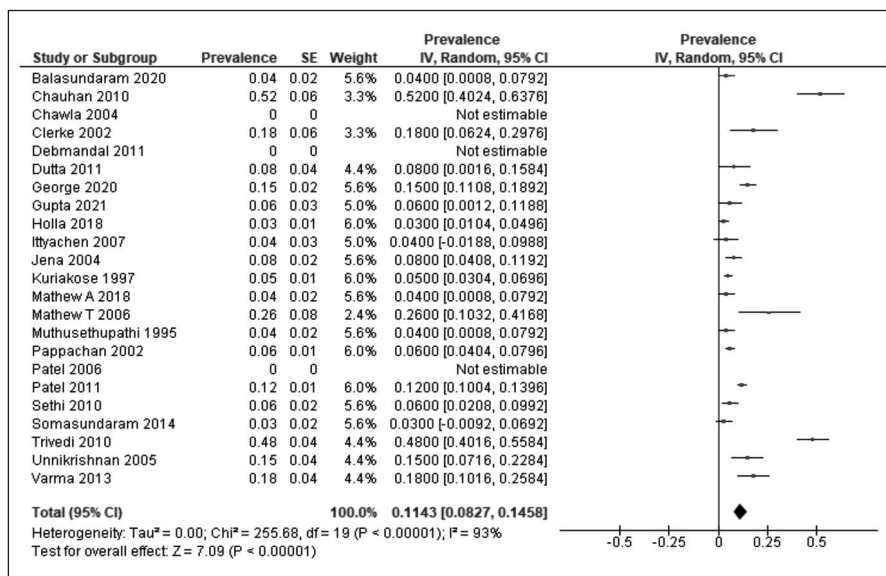 Prevalence Prevalence
Study or Subgroup Prevalence SE Weight IV, Random, 95% CI IV, Random, 95% CI
Balasundaram 2020 0.04 0.02 5.6% 0.0400 [0.0008, 0.0792]
Chauhan 2010 0.52 0.06 3.3% 0.5200 [0.4024, 0.6376]
Chawla 2004 0 0 Not estimable
Clerke 2002 0.18 0.06 3.3% 0.1800 [0.0624, 0.2976]
Debmandal 2011 0 0 Not estimable
Dutta 2011 0.08 0.04 4.4% 0.0800 [0.0016, 0.1584]
George 2020 0.15 0.02 5.6% 0.1500 [0.1108, 0.1892]
Gupta 2021 0.06 0.03 5.0% 0.0600 [0.0012, 0.1188]
Holla 2018 0.03 0.01 6.0% 0.0300 [0.0104, 0.0496]
Ittyachen 2007 0.04 0.03 5.0% 0.0400 [-0.0188, 0.0988]
Jena 2004 0.08 0.02 5.6% 0.0800 [0.0408, 0.1192]
Kuriakose 1997 0.05 0.01 6.0% 0.0500 [0.0304, 0.0696]
Mathew A 2018 0.04 0.02 5.6% 0.0400 [0.0008, 0.0792]
Mathew T 2006 0.26 0.08 2.4% 0.2600 [0.1032, 0.4168]
Muthusethupathi 1995 0.04 0.02 5.6% 0.0400 [0.0008, 0.0792]
Pappachan 2002 0.06 0.01 6.0% 0.0600 [0.0404, 0.0796]
Patel 2006 0 0 Not estimable
Patel 2011 0.12 0.01 6.0% 0.1200 [0.1004, 0.1396]
Sethi 2010 0.06 0.02 5.6% 0.0600 [0.0208, 0.0992]
Somasundaram 2014 0.03 0.02 5.6% 0.0300 [-0.0092, 0.0692]
Trivedi 2010 0.48 0.04 4.4% 0.4800 [0.4016, 0.5584]
Unnikrishnan 2005 0.15 0.04 4.4% 0.1500 [0.0716, 0.2284]
Varma 2013 0.18 0.04 4.4% 0.1800 [0.1016, 0.2584]
Total (95% CI) 100.0% 0.1143 [0.0827, 0.1458]
Heterogeneity: Tau² = 0.00; Chi² = 255.68, df = 19 (P < 0.00001); I² = 93%
Test for overall effect: Z = 7.09 (P < 0.00001)
-0.5 -0.25 0 0.25 0.5